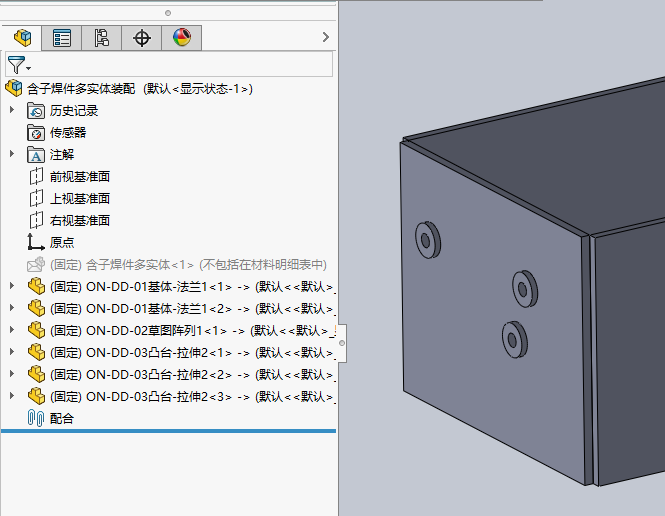 含子焊件多实体装配 (默认<显示状态-1>)
历史记录
传感器
A 注解
前视基准面
上视基准面
右视基准面
原点
(固定) 含子焊件多实体<1> (不包括在材料明细表中)
(固定) ON-DD-01基体-法兰1<1> -> (默认<<默认>_
(固定) ON-DD-01基体-法兰1<2> -> (默认<<默认>_
(固定) ON-DD-02草图阵列1<1> -> (默认<<默认>_
(固定) ON-DD-03凸台-拉伸2<1> -> (默认<<默认>_
(固定) ON-DD-03凸台-拉伸2<2> -> (默认<<默认>_
(固定) ON-DD-03凸台-拉伸2<3> -> (默认<<默认>_
配合